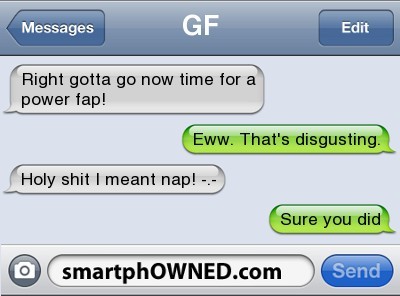 Messages GF Edit
Right gotta go now time for a
power fap!
Eww. That's disgusting.
Holy shit I meant nap! -.-
Sure you did
smartphOWNED.com Send